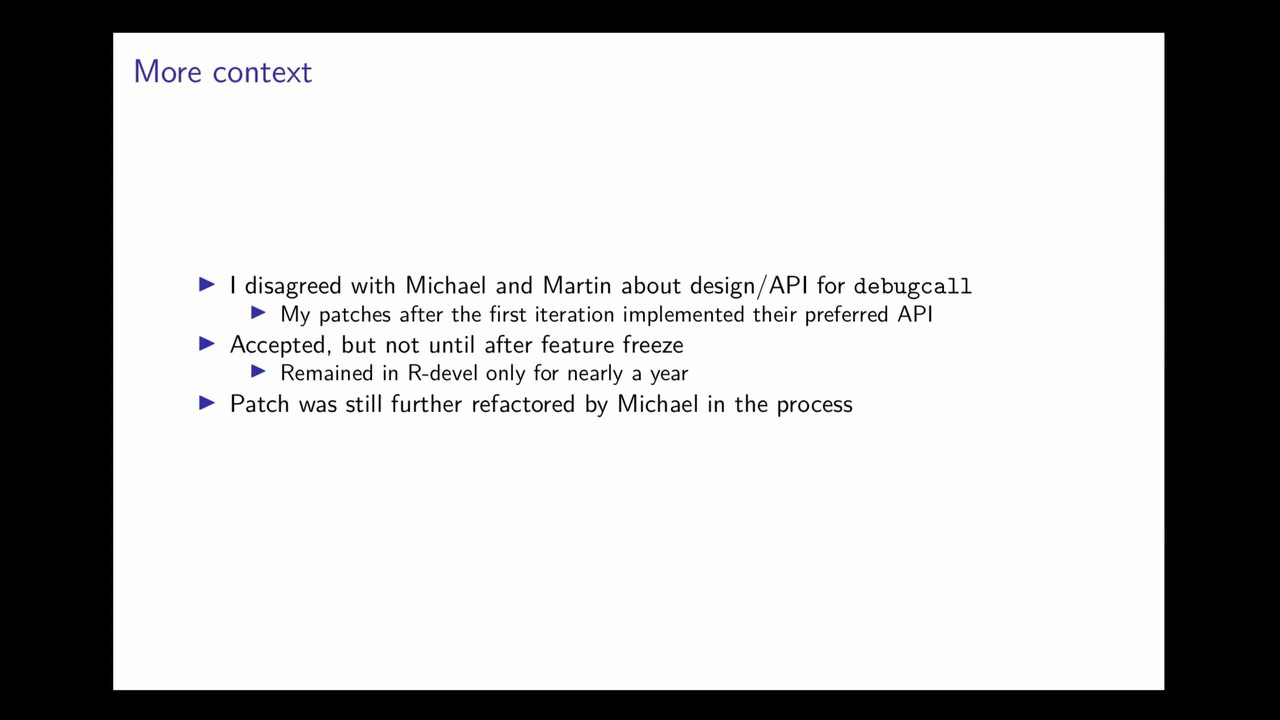 More context
▶ I disagreed with Michael and Martin about design/API for debugcall
▶ My patches after the first iteration implemented their preferred API
▶ Accepted, but not until after feature freeze
▶ Remained in R-devel only for nearly a year
▶ Patch was still further refactored by Michael in the process